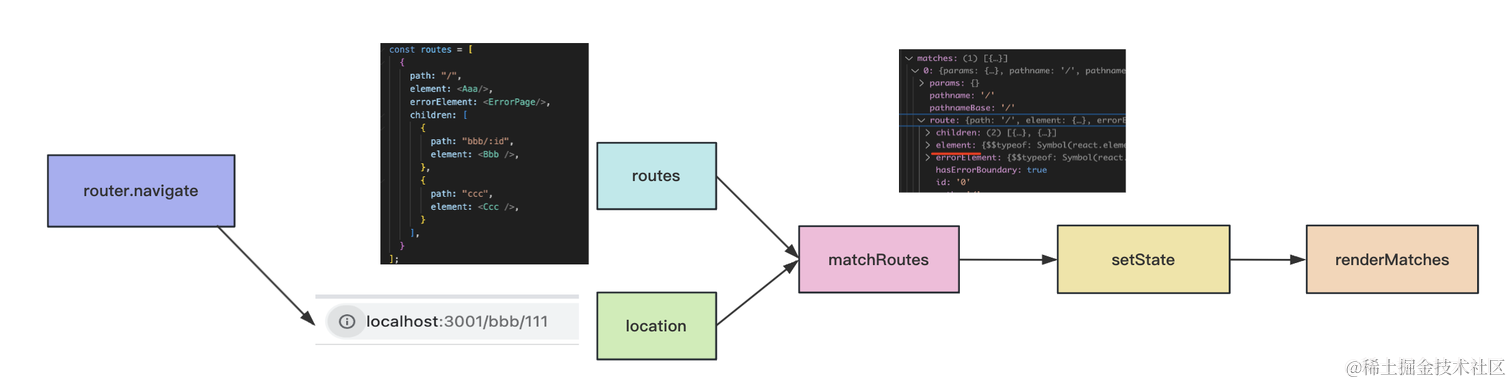 router.navigate
const routes = [
{
path: "/",
element: <Aaa/>,
errorElement: <ErrorPage/>,
children: [
{
path: "bbb/:id",
element: <Bbb />,
},
{
path: "ccc",
element: <Ccc />,
}
],
}
];
localhost:3001/bbb/111
routes
location
matches: (1) [{…}]
0: {params: {…}, pathname: '/', pathname
params: {}
pathname: '/'
pathnameBase: '/'
route: {path: '/', element: {…}, errorE
children: (2) [{…}, {…}]
element: {$$typeof: Symbol(react.eleme
errorElement: {$$typeof: Symbol(react.
hasErrorBoundary: true
id: '0'
matchRoutes
setState
renderMatches
@稀土掘金技术社区